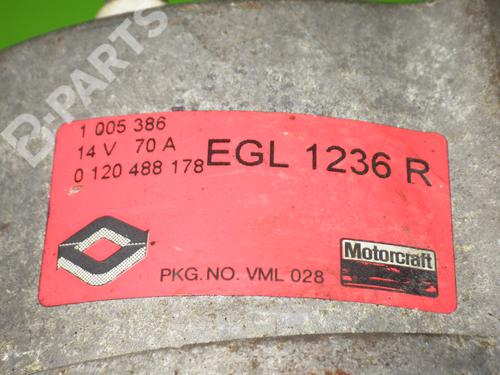 B-PARTS
1 005 386
14 V 70 A
0 120 488 178
EGL 1236 R
PKG. NO. VML 028
Motorcraft